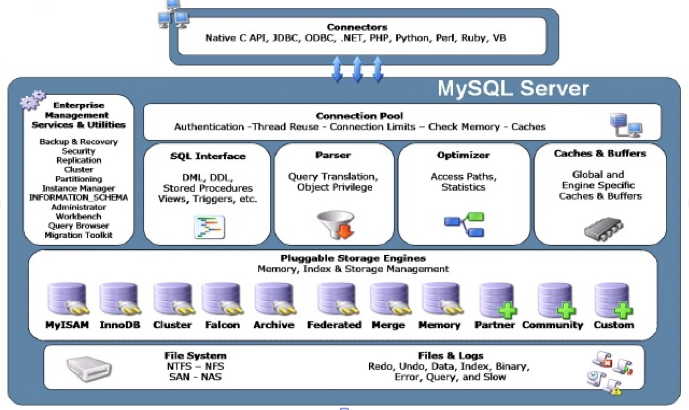 Connectors
Native C API, JDBC, ODBC, .NET, PHP, Python, Perl, Ruby, VB
MySQL Server
Enterprise
Management
Services & Utilities
Backup & Recovery
Security
Replication
Cluster
Partitioning
Instance Manager
INFORMATION_SCHEMA
Administrator
Workbench
Query Browser
Migration Toolkit
Connection Pool
Authentication -Thread Reuse - Connection Limits – Check Memory - Caches
SQL Interface
DML, DDL,
Stored Procedures
Views, Triggers, etc.
Parser
Query Translation,
Object Privilege
Optimizer
Access Paths,
Statistics
Caches & Buffers
Global and
Engine Specific
Caches & Buffers
Pluggable Storage Engines
Memory, Index & Storage Management
MyISAM InnoDB Cluster Falcon Archive Federated Merge Memory Partner Community Custom
File System
NTFS – NFS
SAN - NAS
Files & Logs
Redo, Undo, Data, Index, Binary,
Error, Query, and Slow